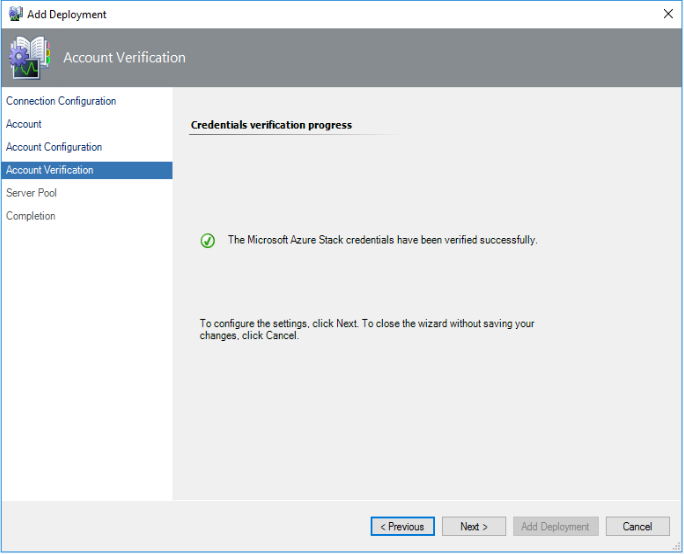 Add Deployment
Account Verification
Connection Configuration
Account
Account Configuration
Account Verification
Server Pool
Completion
Credentials verification progress
The Microsoft Azure Stack credentials have been verified successfully.
To configure the settings, click Next. To close the wizard without saving your
changes, click Cancel.
< Previous
Next >
Add Deployment
Cancel